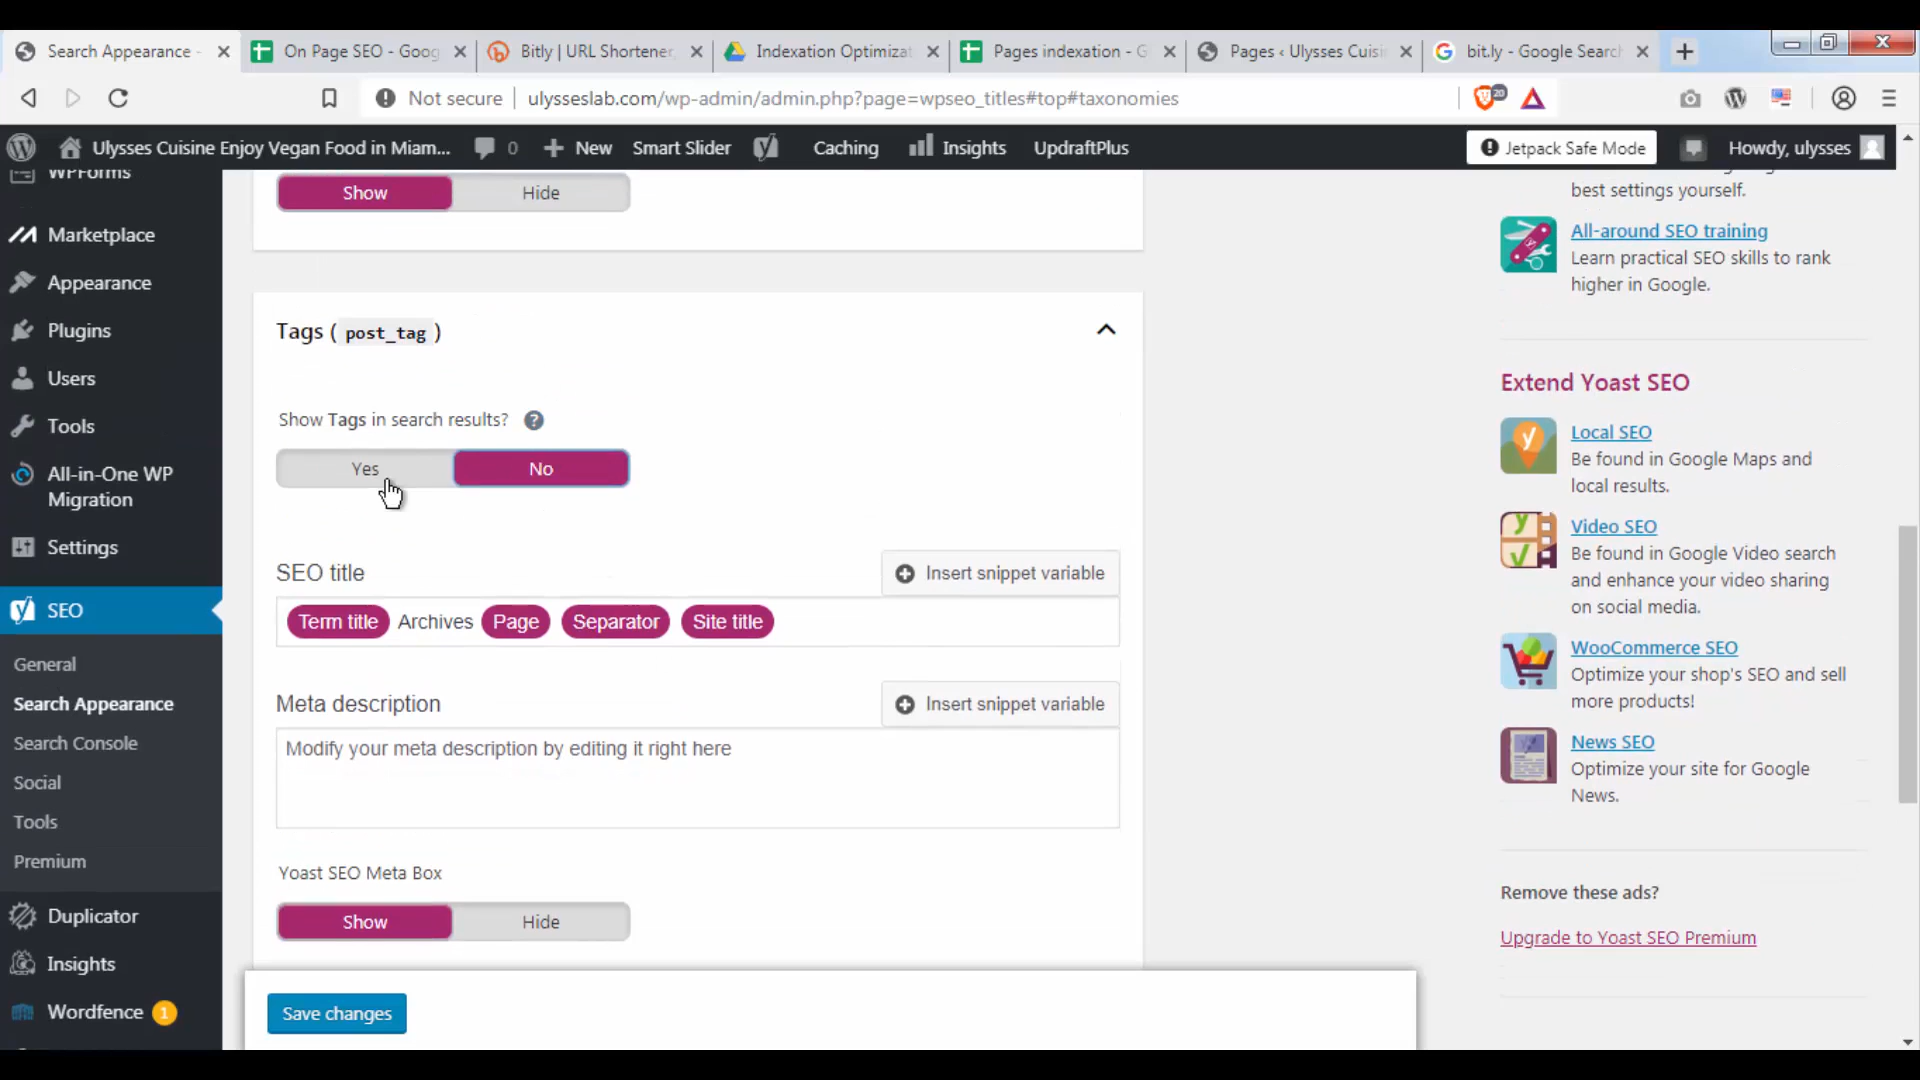 Search Appearance -
On Page SEO - Goog
Bitly | URL Shortener,
Indexation Optimizat
Pages indexation - G
Pages ‹ Ulysses Cuisi
bit.ly - Google Searc
Not secure
ulysseslab.com/wp-admin/admin.php?page=wpseo_titles#top#taxonomies
20
Ulysses Cuisine Enjoy Vegan Food in Miam...
0
New
Smart Slider
Caching
Insights
UpdraftPlus
Jetpack Safe Mode
Howdy, ulysses
WPForms
Marketplace
Appearance
Plugins
Users
Tools
All-in-One WP
Migration
Settings
SEO
General
Search Appearance
Search Console
Social
Tools
Premium
Duplicator
Insights
Wordfence 1
Show Hide
Tags ( post_tag )
Show Tags in search results? ?
Yes No
SEO title
Insert snippet variable
Term title Archives Page Separator Site title
Meta description
Insert snippet variable
Modify your meta description by editing it right here
Yoast SEO Meta Box
Show Hide
Save changes
best settings yourself.
All-around SEO training
Learn practical SEO skills to rank
higher in Google.
Extend Yoast SEO
Local SEO
Be found in Google Maps and
local results.
Video SEO
Be found in Google Video search
and enhance your video sharing
on social media.
WooCommerce SEO
Optimize your shop's SEO and sell
more products!
News SEO
Optimize your site for Google
News.
Remove these ads?
Upgrade to Yoast SEO Premium